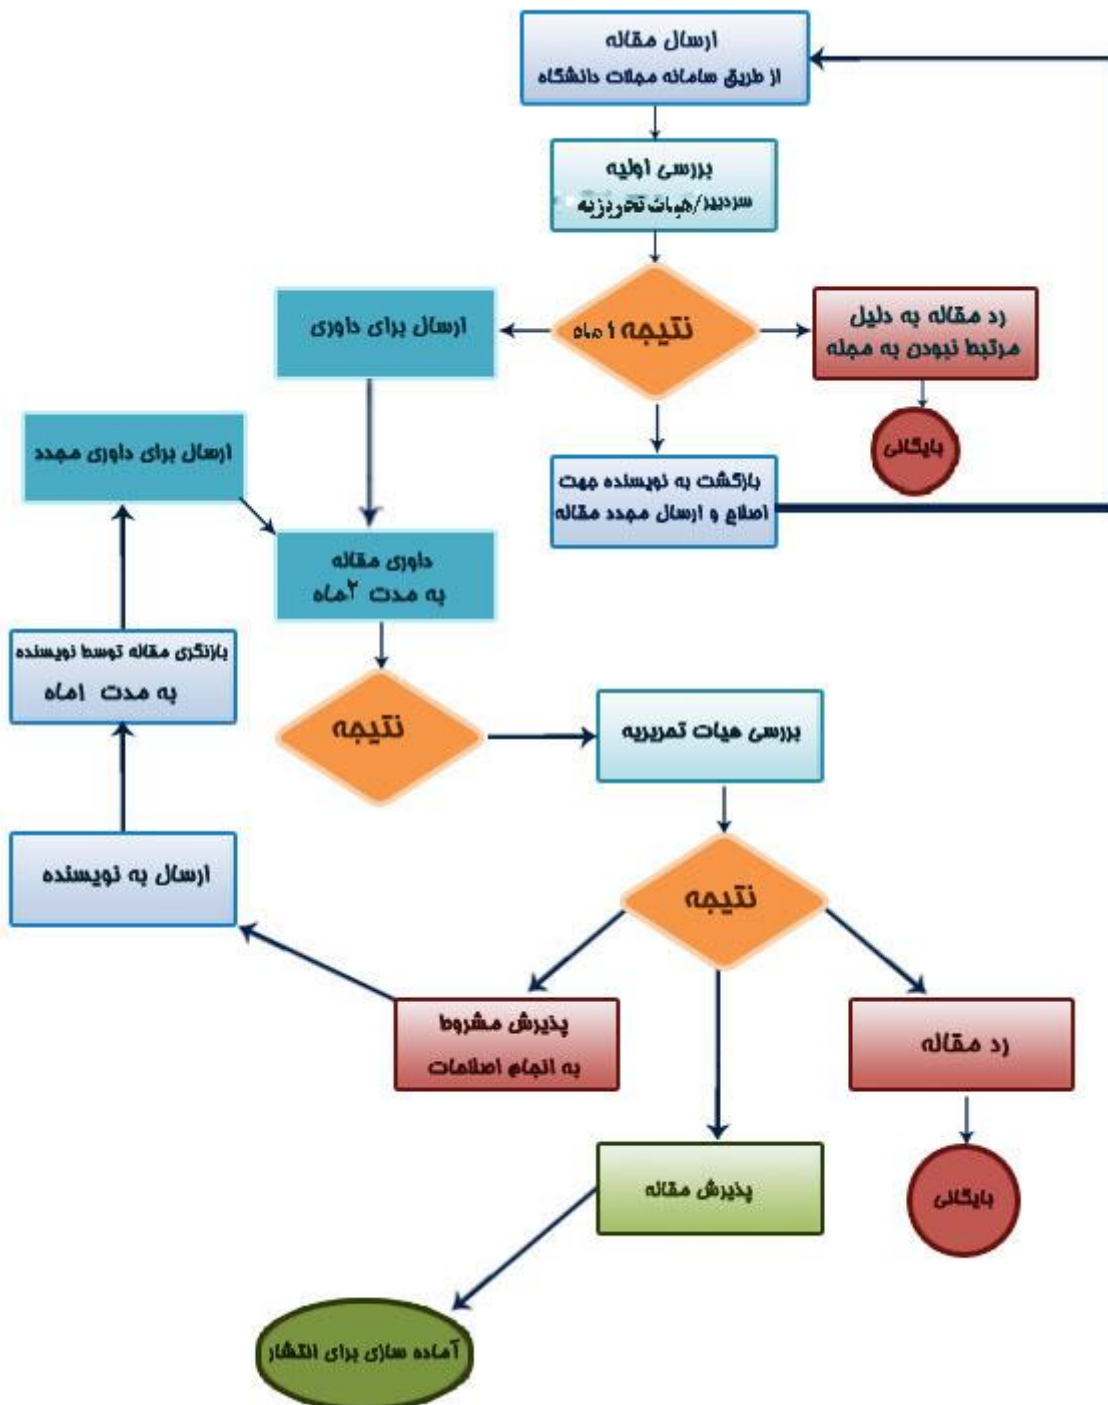 ارسال مقاله
از طریق سامانه مجلات دانشگاه
بررسی اولیه
سردبیر/هیات تحریریه
نتیجه ۱ ماه
رد مقاله به دلیل
مرتبط نبودن به مجله
ارسال برای داوری
بایگانی
بازگشت به نویسنده جهت
اصلاح و ارسال مجدد مقاله
ارسال برای داوری مجدد
داوری مقاله
به مدت ۲ماه
بازنگری مقاله توسط نویسنده
به مدت ۱ماه
نتیجه
بررسی هیات تحریریه
ارسال به نویسنده
نتیجه
پذیرش مشروط
به انجام اصلاحات
رد مقاله
پذیرش مقاله
بایگانی
آماده سازی برای انتشار